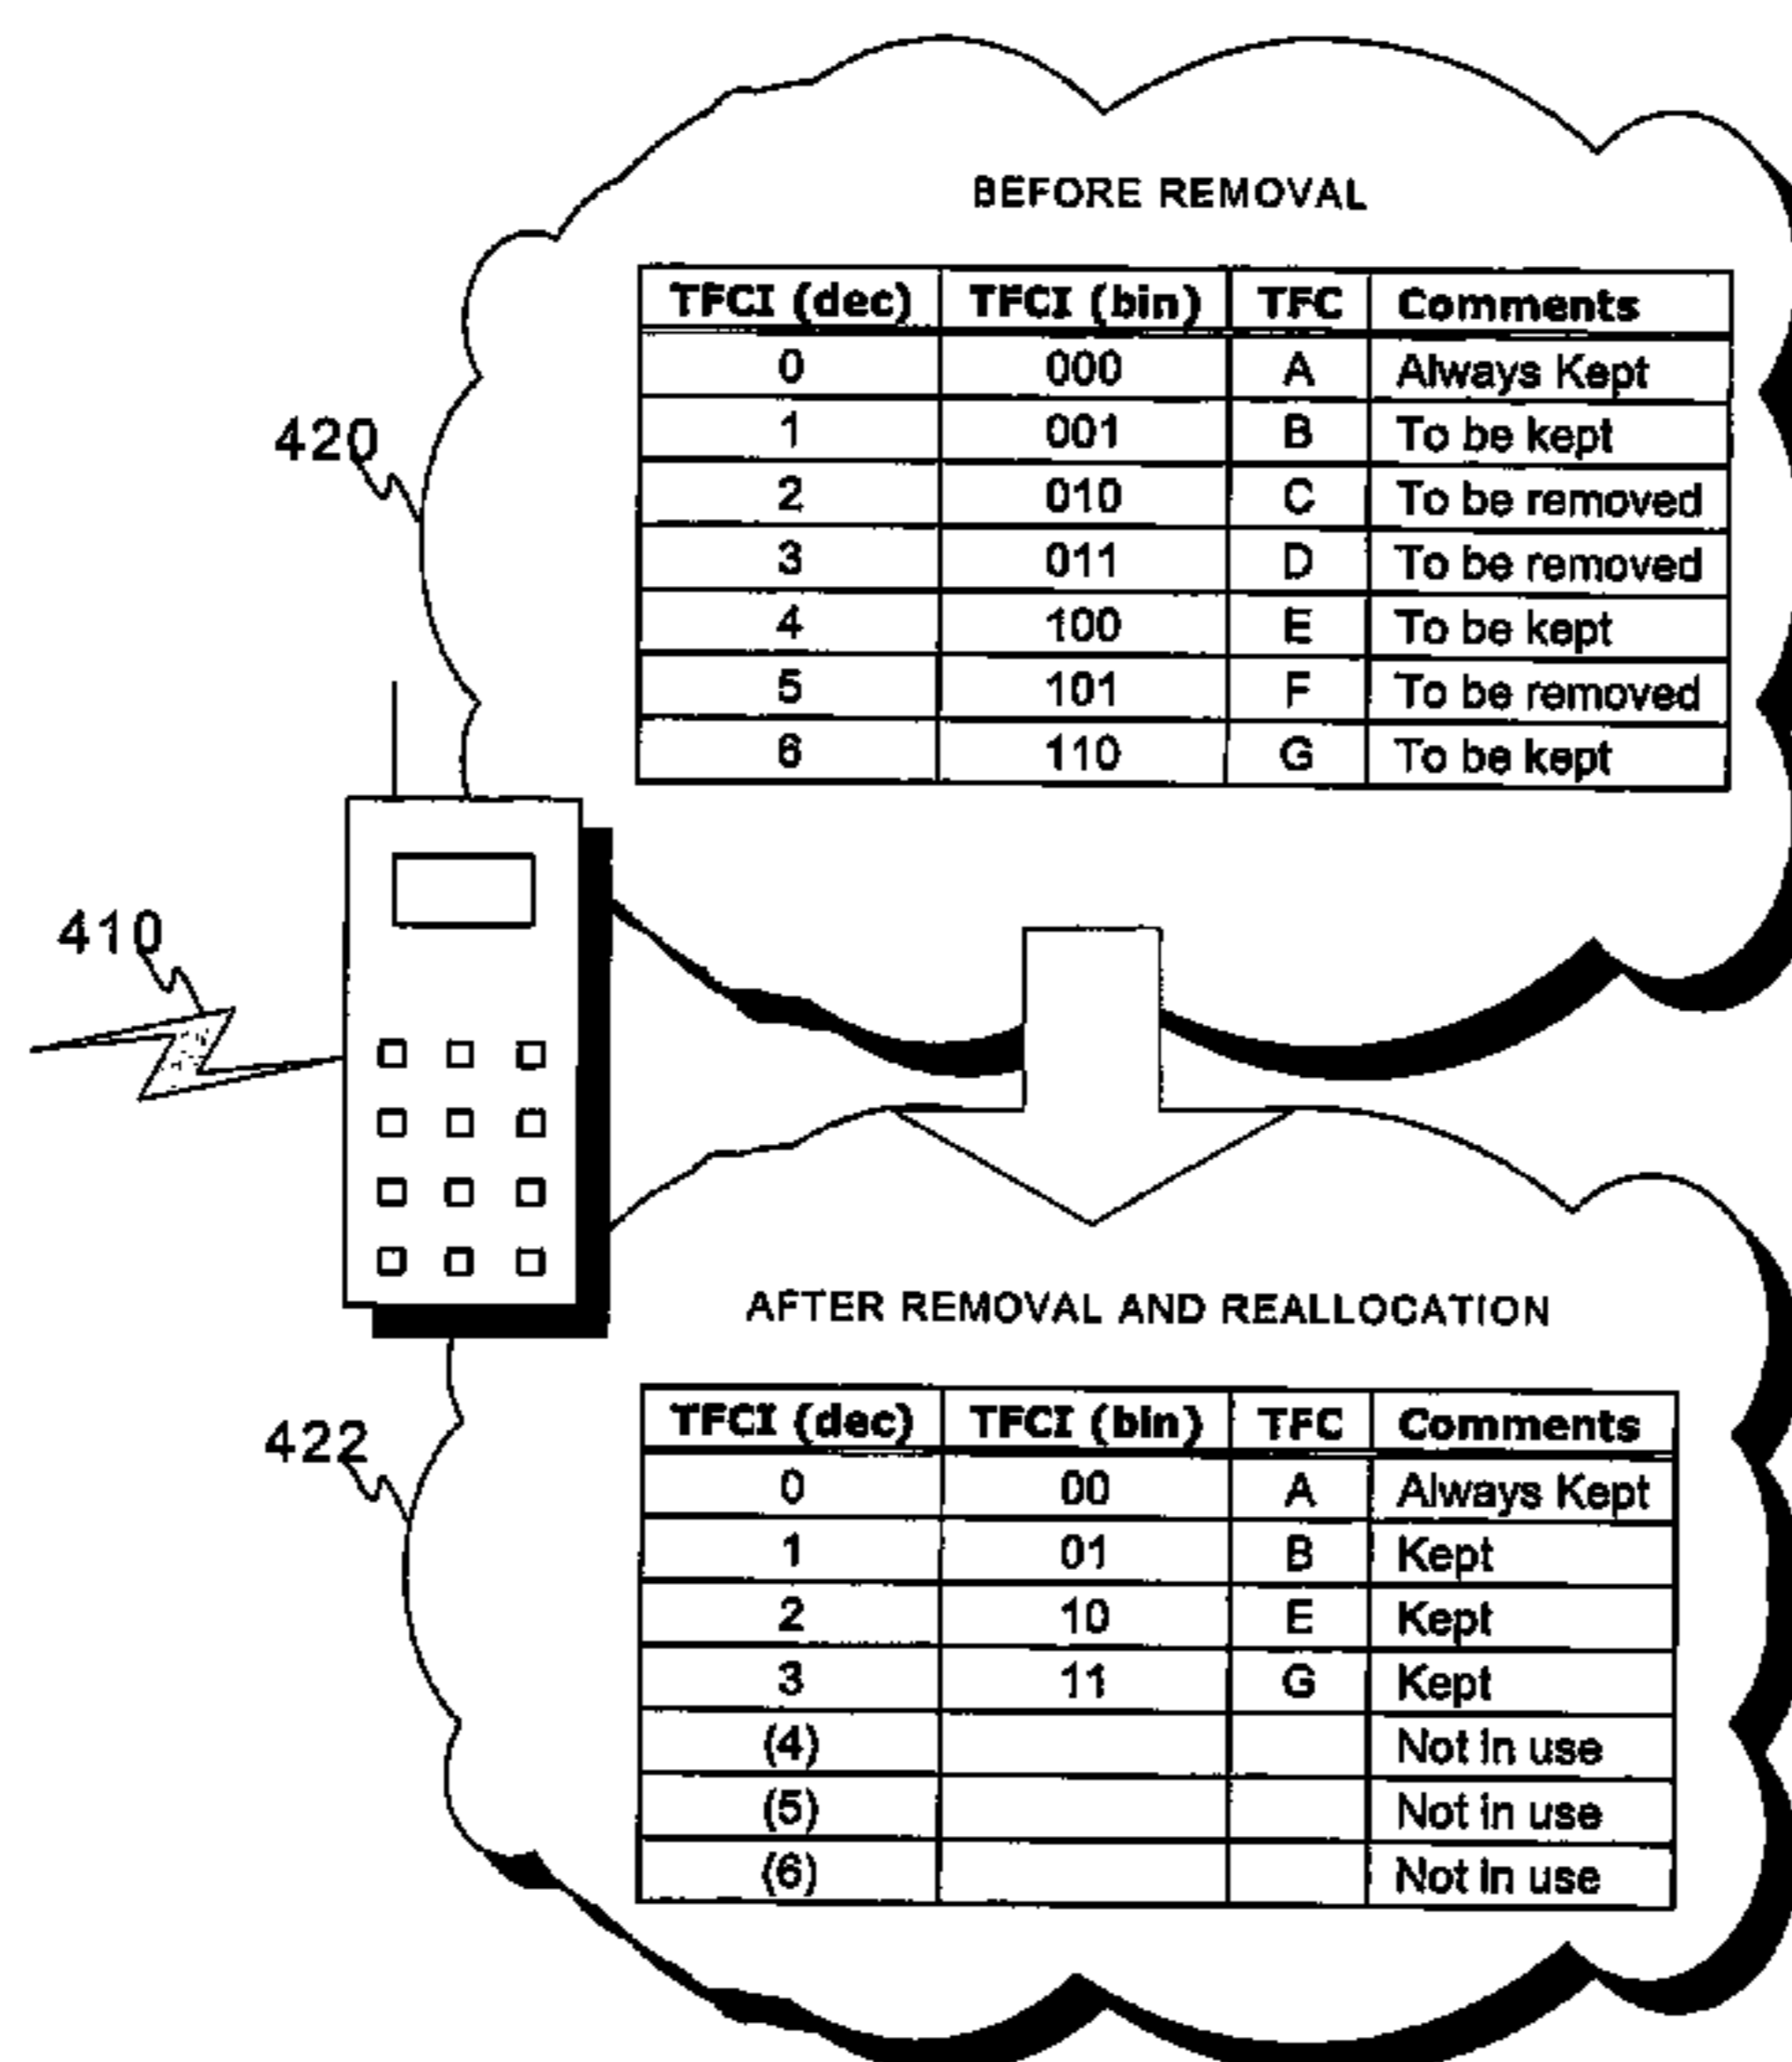 BEFORE REMOVAL
TFCI (dec) TFCI (bin) TFC Comments
0 000 A Always Kept
1 001 B To be kept
2 010 C To be removed
3 011 D To be removed
4 100 E To be kept
5 101 F To be removed
6 110 G To be kept
420
410
AFTER REMOVAL AND REALLOCATION
422
TFCI (dec) TFCI (bin) TFC Comments
0 00 A Always Kept
1 01 B Kept
2 10 E Kept
3 11 G Kept
(4) Not in use
(5) Not in use
(6) Not in use